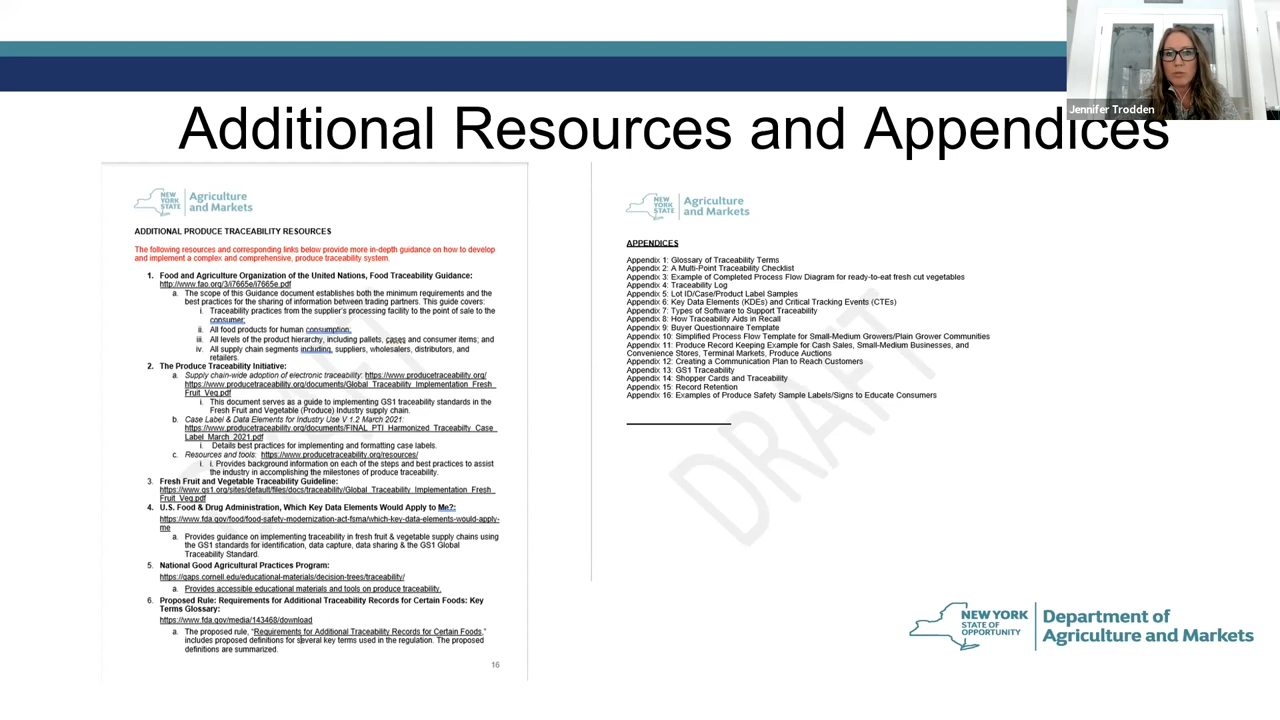 Jennifer Trodden
Additional Resources and Appendices
NEW
YORK
STATE
Agriculture
and Markets
ADDITIONAL PRODUCE TRACEABILITY RESOURCES
The following resources and corresponding links below provide more in-depth guidance on how to develop
and implement a complex and comprehensive, produce traceability system.
1. Food and Agriculture Organization of the United Nations, Food Traceability Guidance:
http://www.fao.org/3/i7665e/i7665e.pdf
a. The scope of this Guidance document establishes both the minimum requirements and the
best practices for the sharing of information between trading partners. This guide covers:
i. Traceability practices from the supplier's processing facility to the point of sale to the
consumer;
ii. All food products for human consumption;
iii. All levels of the product hierarchy, including pallets, cases and consumer items; and
iv. All supply chain segments including, suppliers, wholesalers, distributors, and
retailers.
2. The Produce Traceability Initiative:
a. Supply chain-wide adoption of electronic traceability: https://www.producetraceability.org/
https://www.producetraceability.org/documents/Global_Traceability_Implementation_Fresh_
Fruit_Veg.pdf
i. This document serves as a guide to implementing GS1 traceability standards in the
Fresh Fruit and Vegetable (Produce) Industry supply chain.
b. Case Label & Data Elements for Industry Use V 1.2 March 2021:
https://www.producetraceability.org/documents/FINAL_PTI_Harmonized_Traceabilty_Case_
Label_March_2021.pdf
i. Details best practices for implementing and formatting case labels.
c. Resources and tools: https://www.producetraceability.org/resources/
i. i. Provides background information on each of the steps and best practices to assist
the industry in accomplishing the milestones of produce traceability.
3. Fresh Fruit and Vegetable Traceability Guideline:
https://www.gs1.org/sites/default/files/docs/traceability/Global_Traceability_Implementation_Fresh_
Fruit_Veg.pdf
4. U.S. Food & Drug Administration, Which Key Data Elements Would Apply to Me?:
https://www.fda.gov/food/food-safety-modernization-act-fsma/which-key-data-elements-would-apply-
me
a. Provides guidance on implementing traceability in fresh fruit & vegetable supply chains using
the GS1 standards for identification, data capture, data sharing & the GS1 Global
Traceability Standard.
5. National Good Agricultural Practices Program:
https://gaps.cornell.edu/educational-materials/decision-trees/traceability/
a. Provides accessible educational materials and tools on produce traceability.
6. Proposed Rule: Requirements for Additional Traceability Records for Certain Foods: Key
Terms Glossary:
https://www.fda.gov/media/143468/download
a. The proposed rule, "Requirements for Additional Traceability Records for Certain Foods,"
includes proposed definitions for several key terms used in the regulation. The proposed
definitions are summarized.
16
NEW
YORK
STATE
Agriculture
and Markets
APPENDICES
Appendix 1: Glossary of Traceability Terms
Appendix 2: A Multi-Point Traceability Checklist
Appendix 3: Example of Completed Process Flow Diagram for ready-to-eat fresh cut vegetables
Appendix 4: Traceability Log
Appendix 5: Lot ID/Case/Product Label Samples
Appendix 6: Key Data Elements (KDEs) and Critical Tracking Events (CTEs)
Appendix 7: Types of Software to Support Traceability
Appendix 8: How Traceability Aids in Recall
Appendix 9: Buyer Questionnaire Template
Appendix 10: Simplified Process Flow Template for Small-Medium Growers/Plain Grower Communities
Appendix 11: Produce Record Keeping Example for Cash Sales, Small-Medium Businesses, and
Convenience Stores, Terminal Markets, Produce Auctions
Appendix 12: Creating a Communication Plan to Reach Customers
Appendix 13: GS1 Traceability
Appendix 14: Shopper Cards and Traceability
Appendix 15: Record Retention
Appendix 16: Examples of Produce Safety Sample Labels/Signs to Educate Consumers
DRAFT
NEW YORK
STATE OF
OPPORTUNITY
Department of
Agriculture and Markets